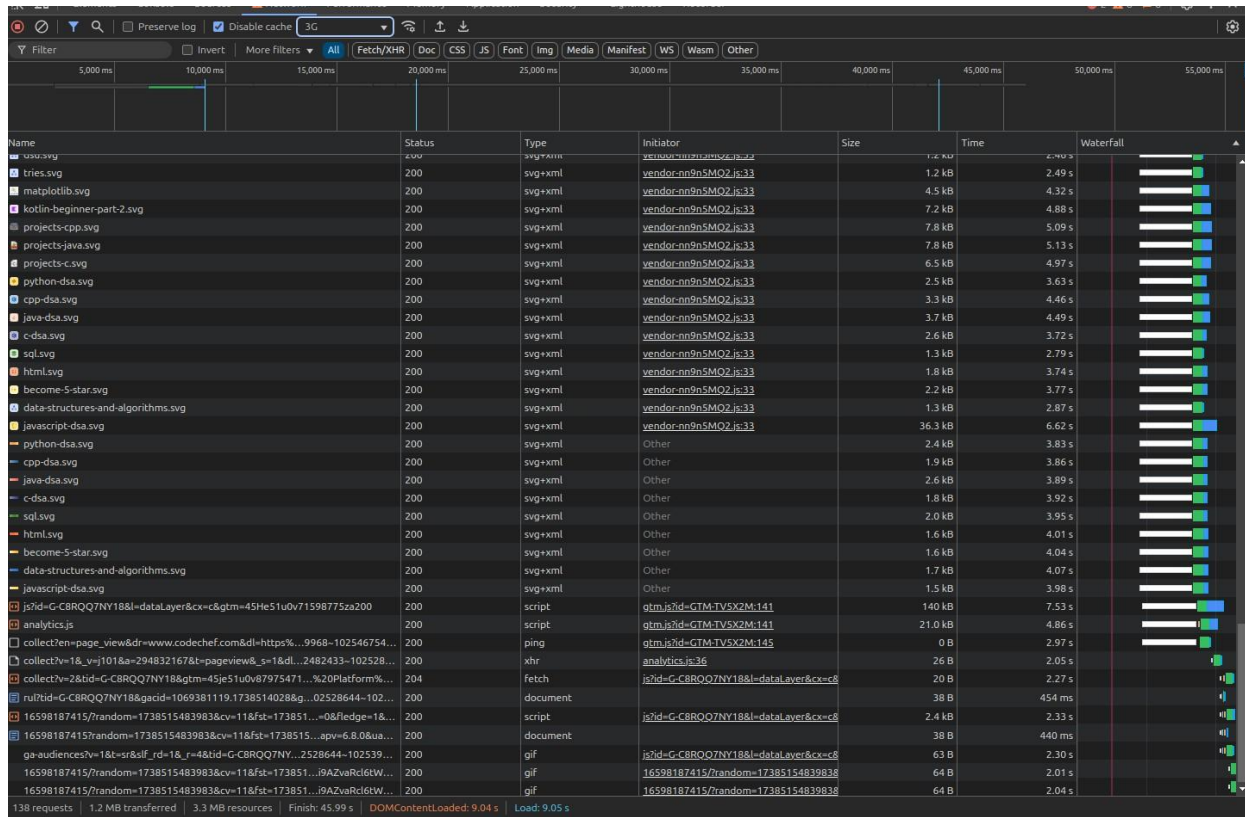 Preserve log Disable cache 3G
Filter Invert More filters All Fetch/XHR Doc CSS JS Font Img Media Manifest WS Wasm Other
5,000 ms 10,000 ms 15,000 ms 20,000 ms 25,000 ms 30,000 ms 35,000 ms 40,000 ms 45,000 ms 50,000 ms 55,000 ms
Name Status Type Initiator Size Time Waterfall
dsu.svg 200 svg+xml vendor-nn9n5MQ2.js:33 1.2 kB 2.46 s
tries.svg 200 svg+xml vendor-nn9n5MQ2.js:33 1.2 kB 2.49 s
matplotlib.svg 200 svg+xml vendor-nn9n5MQ2.js:33 4.5 kB 4.32 s
kotlin-beginner-part-2.svg 200 svg+xml vendor-nn9n5MQ2.js:33 7.2 kB 4.88 s
projects-cpp.svg 200 svg+xml vendor-nn9n5MQ2.js:33 7.8 kB 5.09 s
projects-java.svg 200 svg+xml vendor-nn9n5MQ2.js:33 7.8 kB 5.13 s
projects-c.svg 200 svg+xml vendor-nn9n5MQ2.js:33 6.5 kB 4.97 s
python-dsa.svg 200 svg+xml vendor-nn9n5MQ2.js:33 2.5 kB 3.63 s
cpp-dsa.svg 200 svg+xml vendor-nn9n5MQ2.js:33 3.3 kB 4.46 s
java-dsa.svg 200 svg+xml vendor-nn9n5MQ2.js:33 3.7 kB 4.49 s
c-dsa.svg 200 svg+xml vendor-nn9n5MQ2.js:33 2.6 kB 3.72 s
sql.svg 200 svg+xml vendor-nn9n5MQ2.js:33 1.3 kB 2.79 s
html.svg 200 svg+xml vendor-nn9n5MQ2.js:33 1.8 kB 3.74 s
become-5-star.svg 200 svg+xml vendor-nn9n5MQ2.js:33 2.2 kB 3.77 s
data-structures-and-algorithms.svg 200 svg+xml vendor-nn9n5MQ2.js:33 1.3 kB 2.87 s
javascript-dsa.svg 200 svg+xml vendor-nn9n5MQ2.js:33 36.3 kB 6.62 s
python-dsa.svg 200 svg+xml Other 2.4 kB 3.83 s
cpp-dsa.svg 200 svg+xml Other 1.9 kB 3.86 s
java-dsa.svg 200 svg+xml Other 2.6 kB 3.89 s
c-dsa.svg 200 svg+xml Other 1.8 kB 3.92 s
sql.svg 200 svg+xml Other 2.0 kB 3.95 s
html.svg 200 svg+xml Other 1.6 kB 4.01 s
become-5-star.svg 200 svg+xml Other 1.6 kB 4.04 s
data-structures-and-algorithms.svg 200 svg+xml Other 1.7 kB 4.07 s
javascript-dsa.svg 200 svg+xml Other 1.5 kB 3.98 s
js?id=G-C8RQQ7NY18&l=dataLayer&cx=c&gtm=45He51u0v71598775za200 200 script gtm.js?id=GTM-TV5X2M:141 140 kB 7.53 s
analytics.js 200 script gtm.js?id=GTM-TV5X2M:141 21.0 kB 4.86 s
collect?en=page_view&dr=www.codechef.com&dl=https%...9968~102546754... 200 ping gtm.js?id=GTM-TV5X2M:145 0 B 2.97 s
collect?v=1&_v=j101&a=294832167&t=pageview&_s=1&dl...2482433~102528... 200 xhr analytics.js:36 26 B 2.05 s
collect?v=2&tid=G-C8RQQ7NY18&gtm=45je51u0v87975471...%20Platform%... 204 fetch js?id=G-C8RQQ7NY18&l=dataLayer&cx=c& 20 B 2.27 s
rul?tid=G-C8RQQ7NY18&gacid=1069381119.1738514028&g...02528644~102... 200 document 38 B 454 ms
16598187415/?random=1738515483983&cv=11&fst=173851...=0&fledge=1&... 200 script js?id=G-C8RQQ7NY18&l=dataLayer&cx=c& 2.4 kB 2.33 s
16598187415?random=1738515483983&cv=11&fst=1738515...apv=6.8.0&ua... 200 document 38 B 440 ms
ga-audiences?v=1&t=sr&slf_rd=1&_r=4&tid=G-C8RQQ7NY...2528644~102539... 200 gif js?id=G-C8RQQ7NY18&l=dataLayer&cx=c& 63 B 2.30 s
16598187415/?random=1738515483983&cv=11&fst=173851...i9AZvaRcl6tW... 200 gif 16598187415/?random=1738515483983& 64 B 2.01 s
16598187415/?random=1738515483983&cv=11&fst=173851...i9AZvaRcl6tW... 200 gif 16598187415/?random=1738515483983& 64 B 2.04 s
138 requests 1.2 MB transferred 3.3 MB resources Finish: 45.99 s DOMContentLoaded: 9.04 s Load: 9.05 s